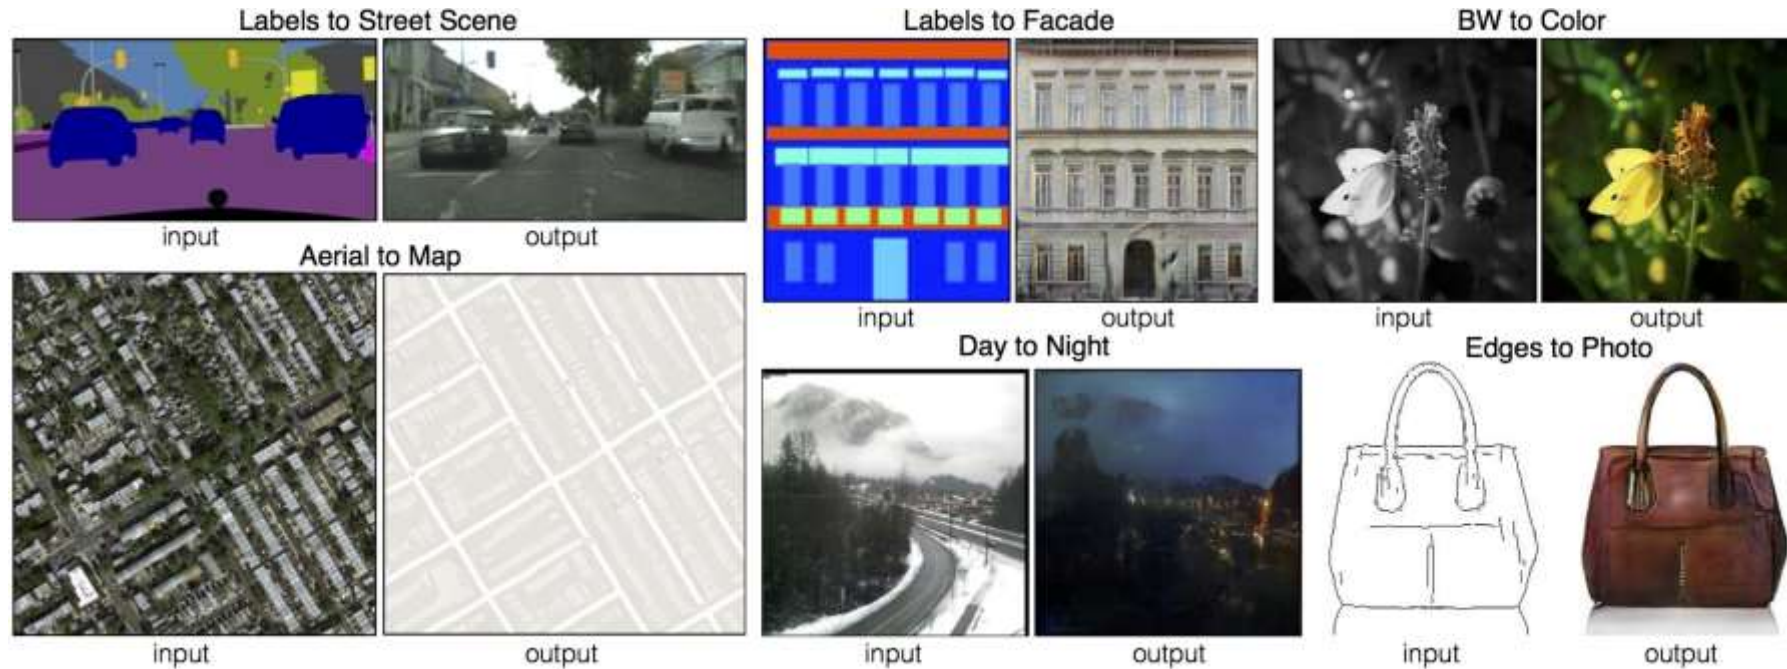 Labels to Street Scene
input
output
Aerial to Map
input
output
Labels to Facade
input
output
BW to Color
input
output
Day to Night
input
output
Edges to Photo
input
output